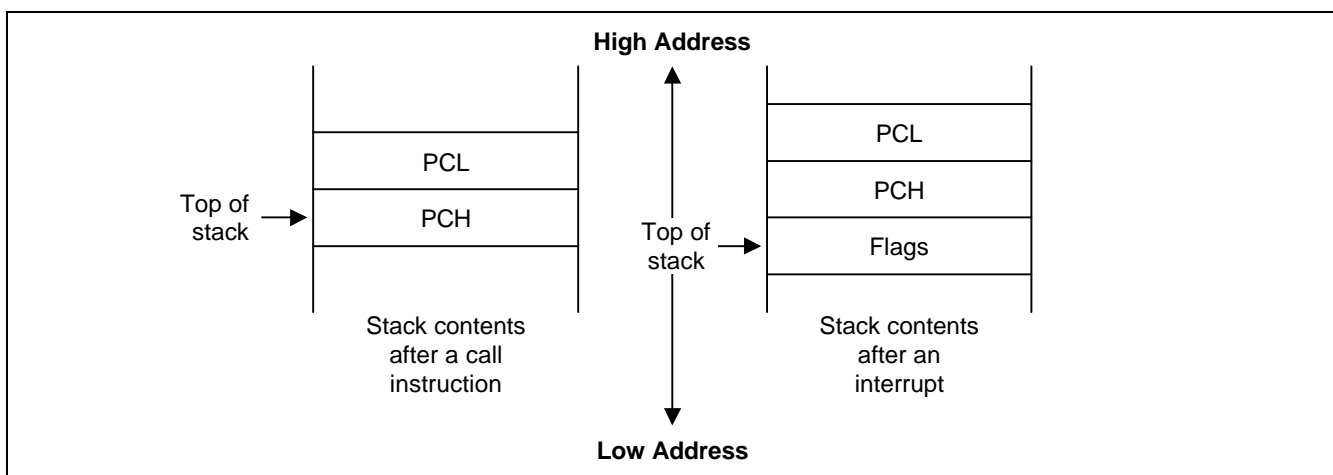 High Address
PCL
PCH
Top of
stack
Stack contents
after a call
instruction
PCL
PCH
Flags
Top of
stack
Stack contents
after an
interrupt
Low Address